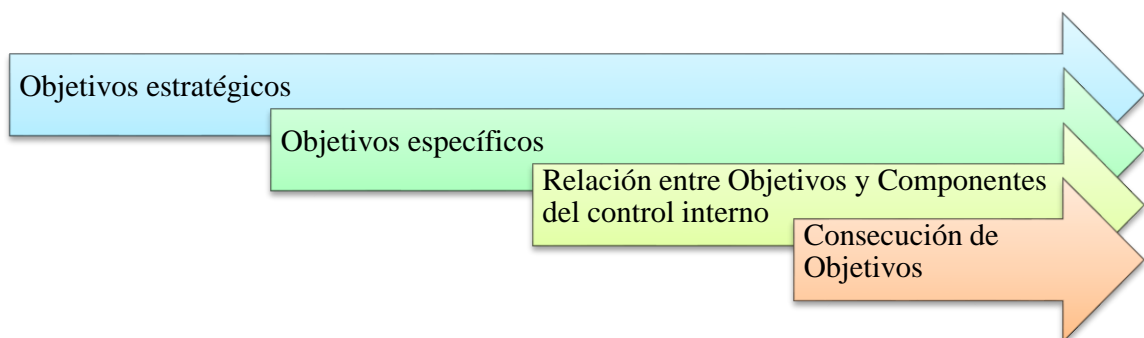 Objetivos estratégicos
Objetivos específicos
Relación entre Objetivos y Componentes
del control interno
Consecución de
Objetivos